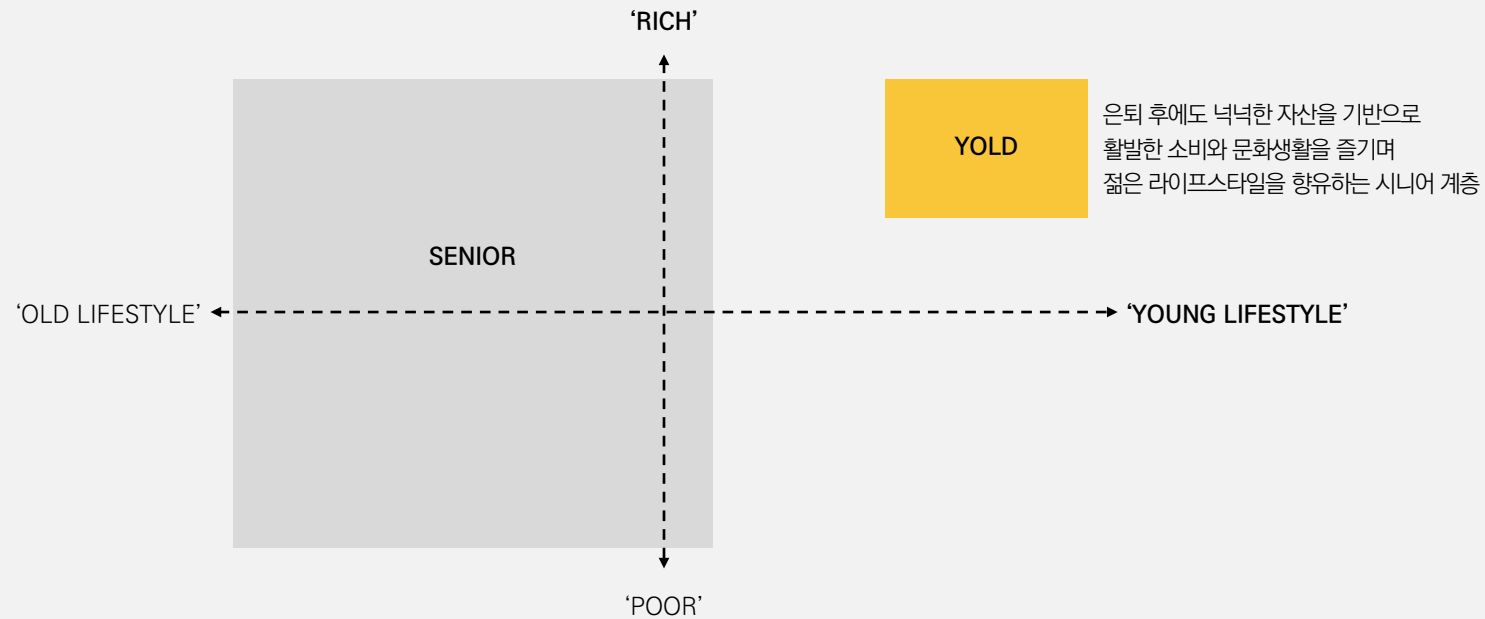 ‘RICH’
YOLD
은퇴 후에도 넉넉한 자산을 기반으로
활발한 소비와 문화생활을 즐기며
젊은 라이프스타일을 향유하는 시니어 계층
SENIOR
‘OLD LIFESTYLE’
‘YOUNG LIFESTYLE’
‘POOR’